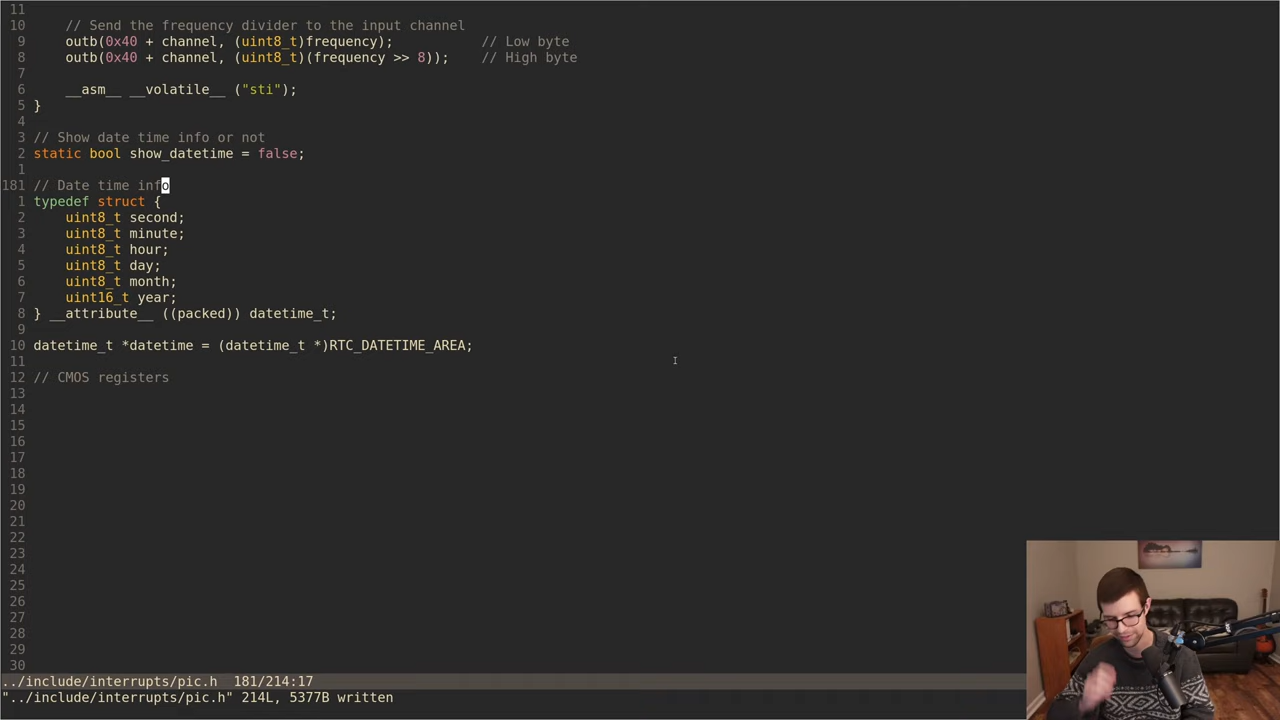 11
10     // Send the frequency divider to the input channel
9     outb(0x40 + channel, (uint8_t)frequency);           // Low byte
8     outb(0x40 + channel, (uint8_t)(frequency >> 8));    // High byte
7
6     __asm__ __volatile__ ("sti");
5 }
4
3 // Show date time info or not
2 static bool show_datetime = false;
1
181 // Date time info
1 typedef struct {
2     uint8_t second;
3     uint8_t minute;
4     uint8_t hour;
5     uint8_t day;
6     uint8_t month;
7     uint16_t year;
8 } __attribute__ ((packed)) datetime_t;
9
10 datetime_t *datetime = (datetime_t *)RTC_DATETIME_AREA;
11
12 // CMOS registers
13
14
15
16
17
18
19
20
21
22
23
24
25
26
27
28
29
30
../include/interrupts/pic.h  181/214:17
"../include/interrupts/pic.h" 214L, 5377B written